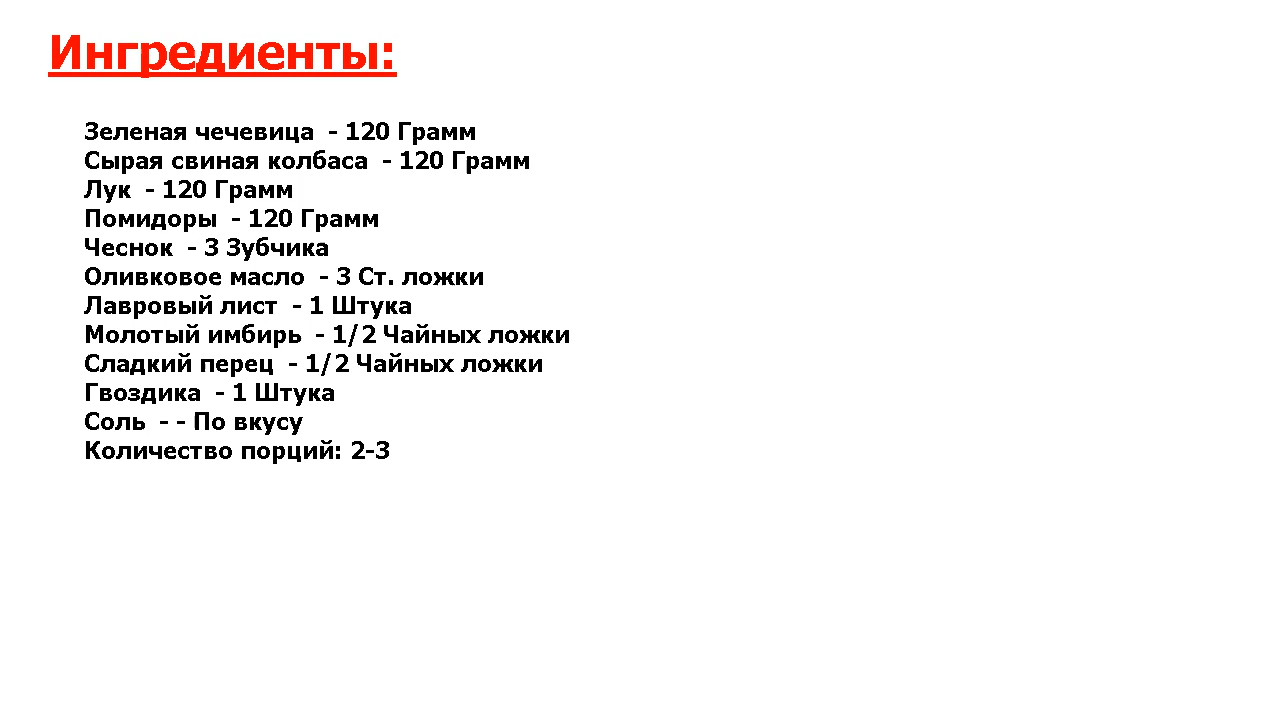 Ингредиенты:
Зеленая чечевица - 120 Грамм
Сырая свиная колбаса - 120 Грамм
Лук - 120 Грамм
Помидоры - 120 Грамм
Чеснок - 3 Зубчика
Оливковое масло - 3 Ст. ложки
Лавровый лист - 1 Штука
Молотый имбирь - 1/2 Чайных ложки
Сладкий перец - 1/2 Чайных ложки
Гвоздика - 1 Штука
Соль - - По вкусу
Количество порций: 2-3